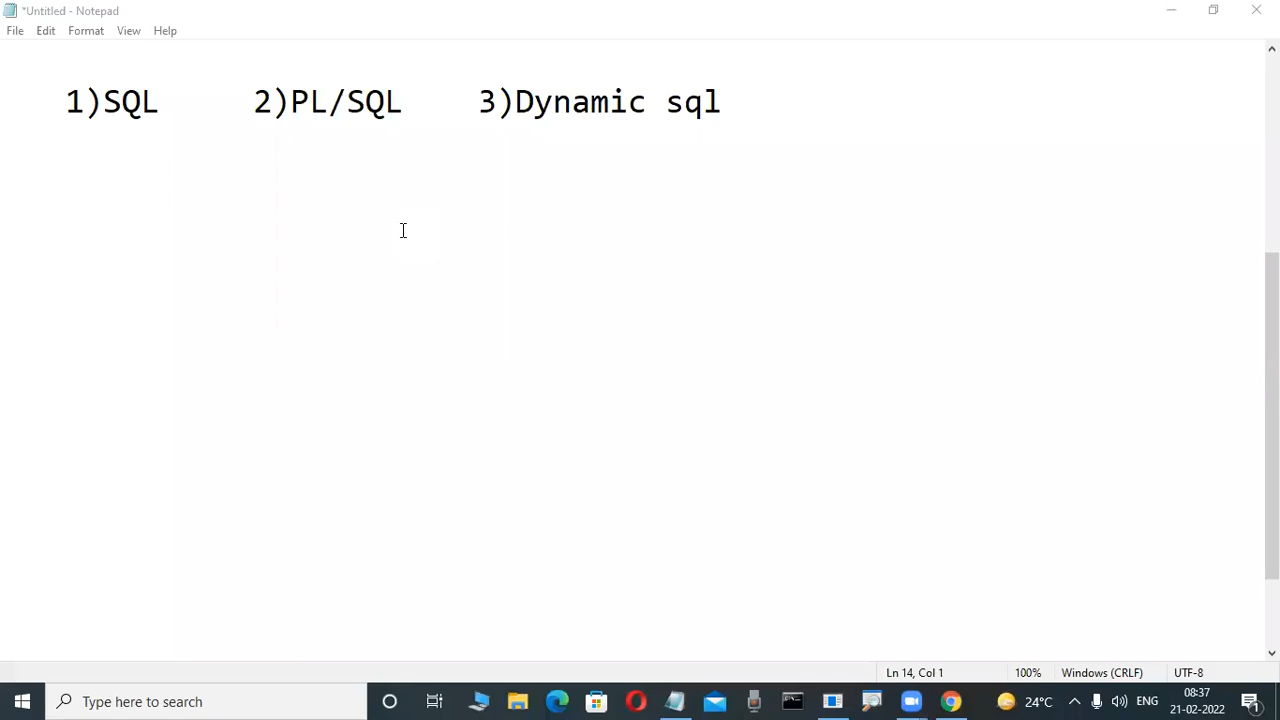 *Untitled - Notepad
File Edit Format View Help
1)SQL 2)PL/SQL 3)Dynamic sql
Ln 14, Col 1 100% Windows (CRLF) UTF-8
Type here to search 24°C ENG 08:37
21-02-2022 1